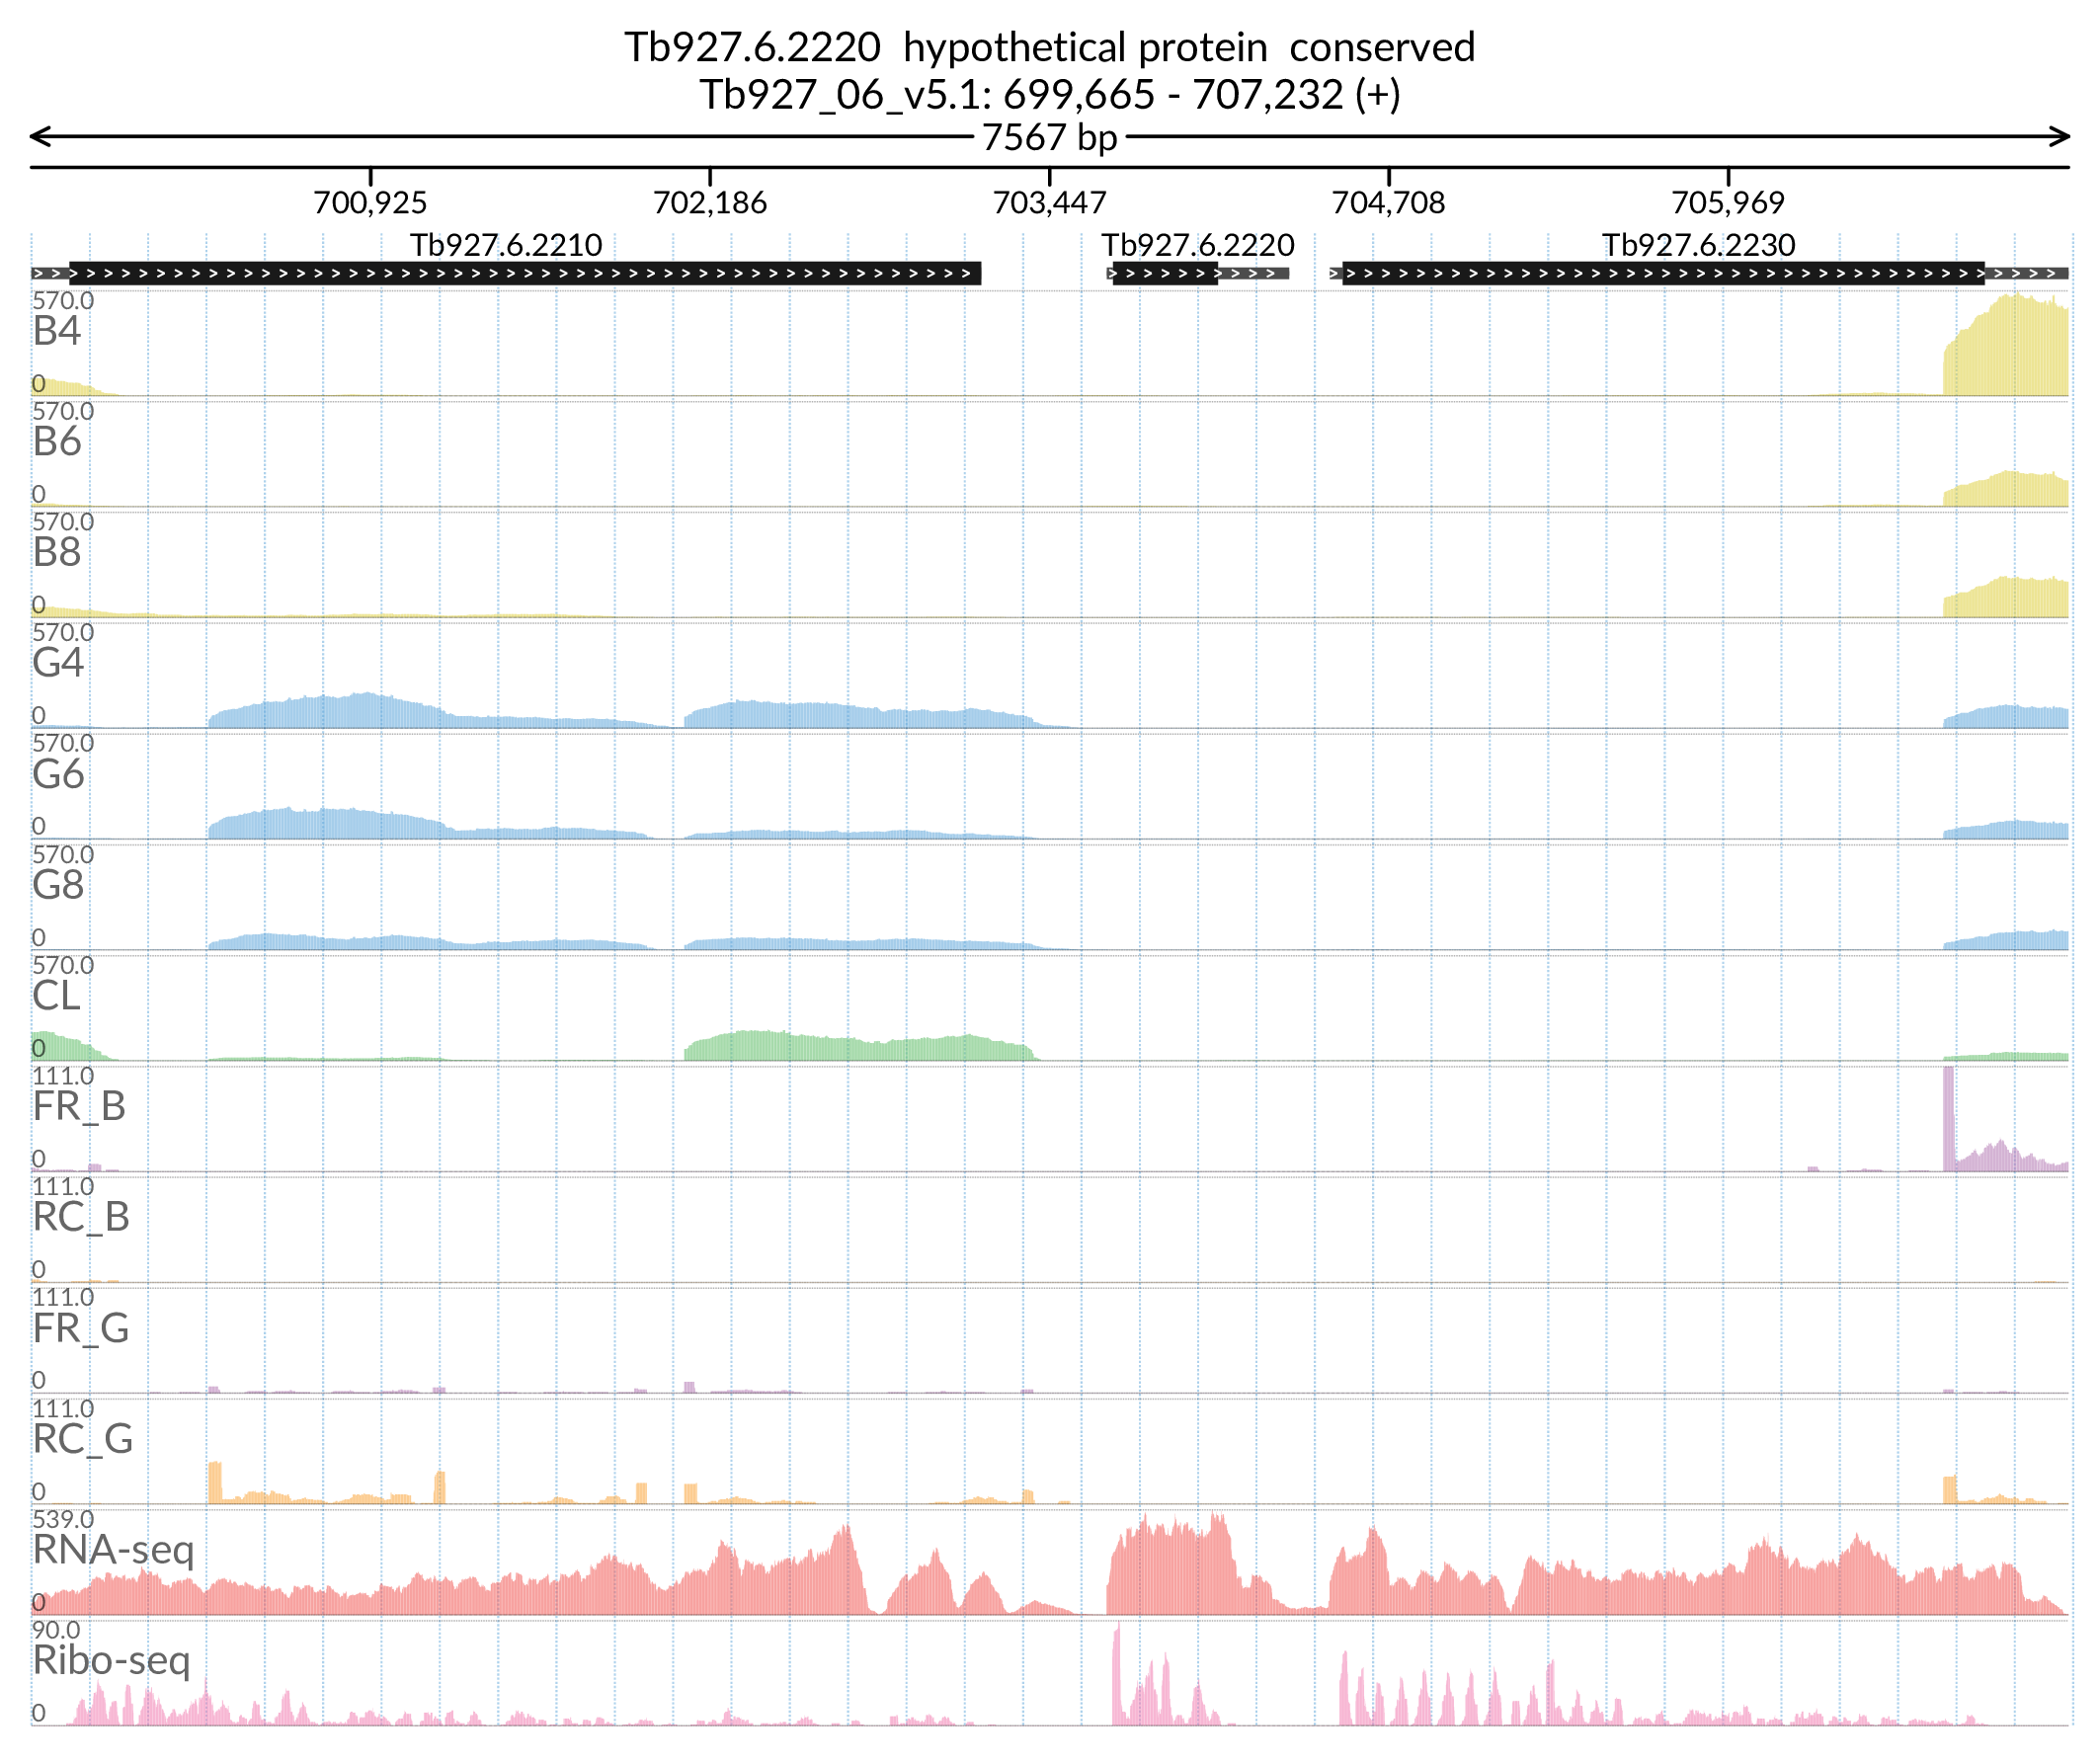 Tb927.6.2220 hypothetical protein conserved
Tb927_06_v5.1: 699,665 - 707,232 (+)
7567 bp
700,925 702,186 703,447 704,708 705,969
Tb927.6.2210 Tb927.6.2220 Tb927.6.2230
570.0
B4
0
570.0
B6
0
570.0
B8
0
570.0
G4
0
570.0
G6
0
570.0
G8
0
570.0
CL
0
111.0
FR_B
0
111.0
RC_B
0
111.0
FR_G
0
111.0
RC_G
0
539.0
RNA-seq
0
90.0
Ribo-seq
0